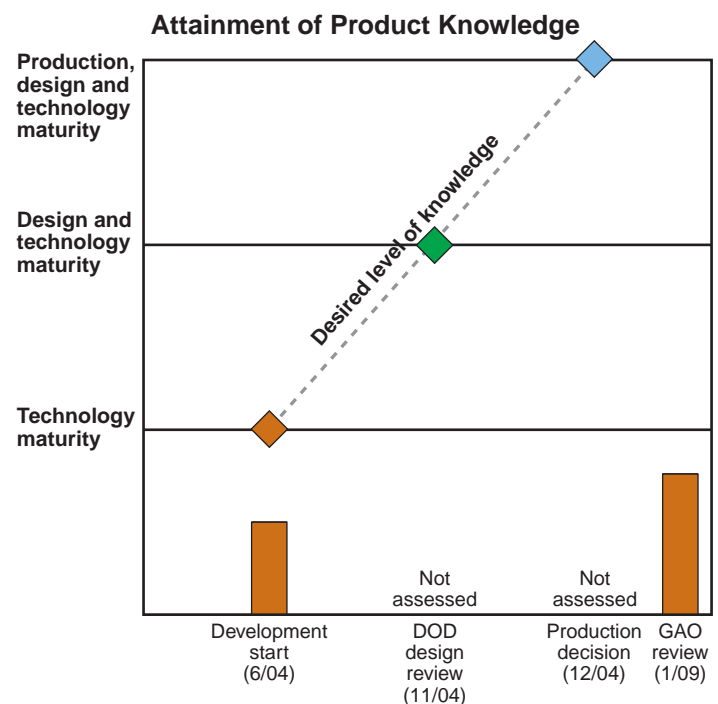 Attainment of Product Knowledge
Production,
design and
technology
maturity
Design and
technology
maturity
Technology
maturity
Desired level of knowledge
Not
assessed
Not
assessed
Development
start
(6/04)
DOD
design
review
(11/04)
Production
decision
(12/04)
GAO
review
(1/09)